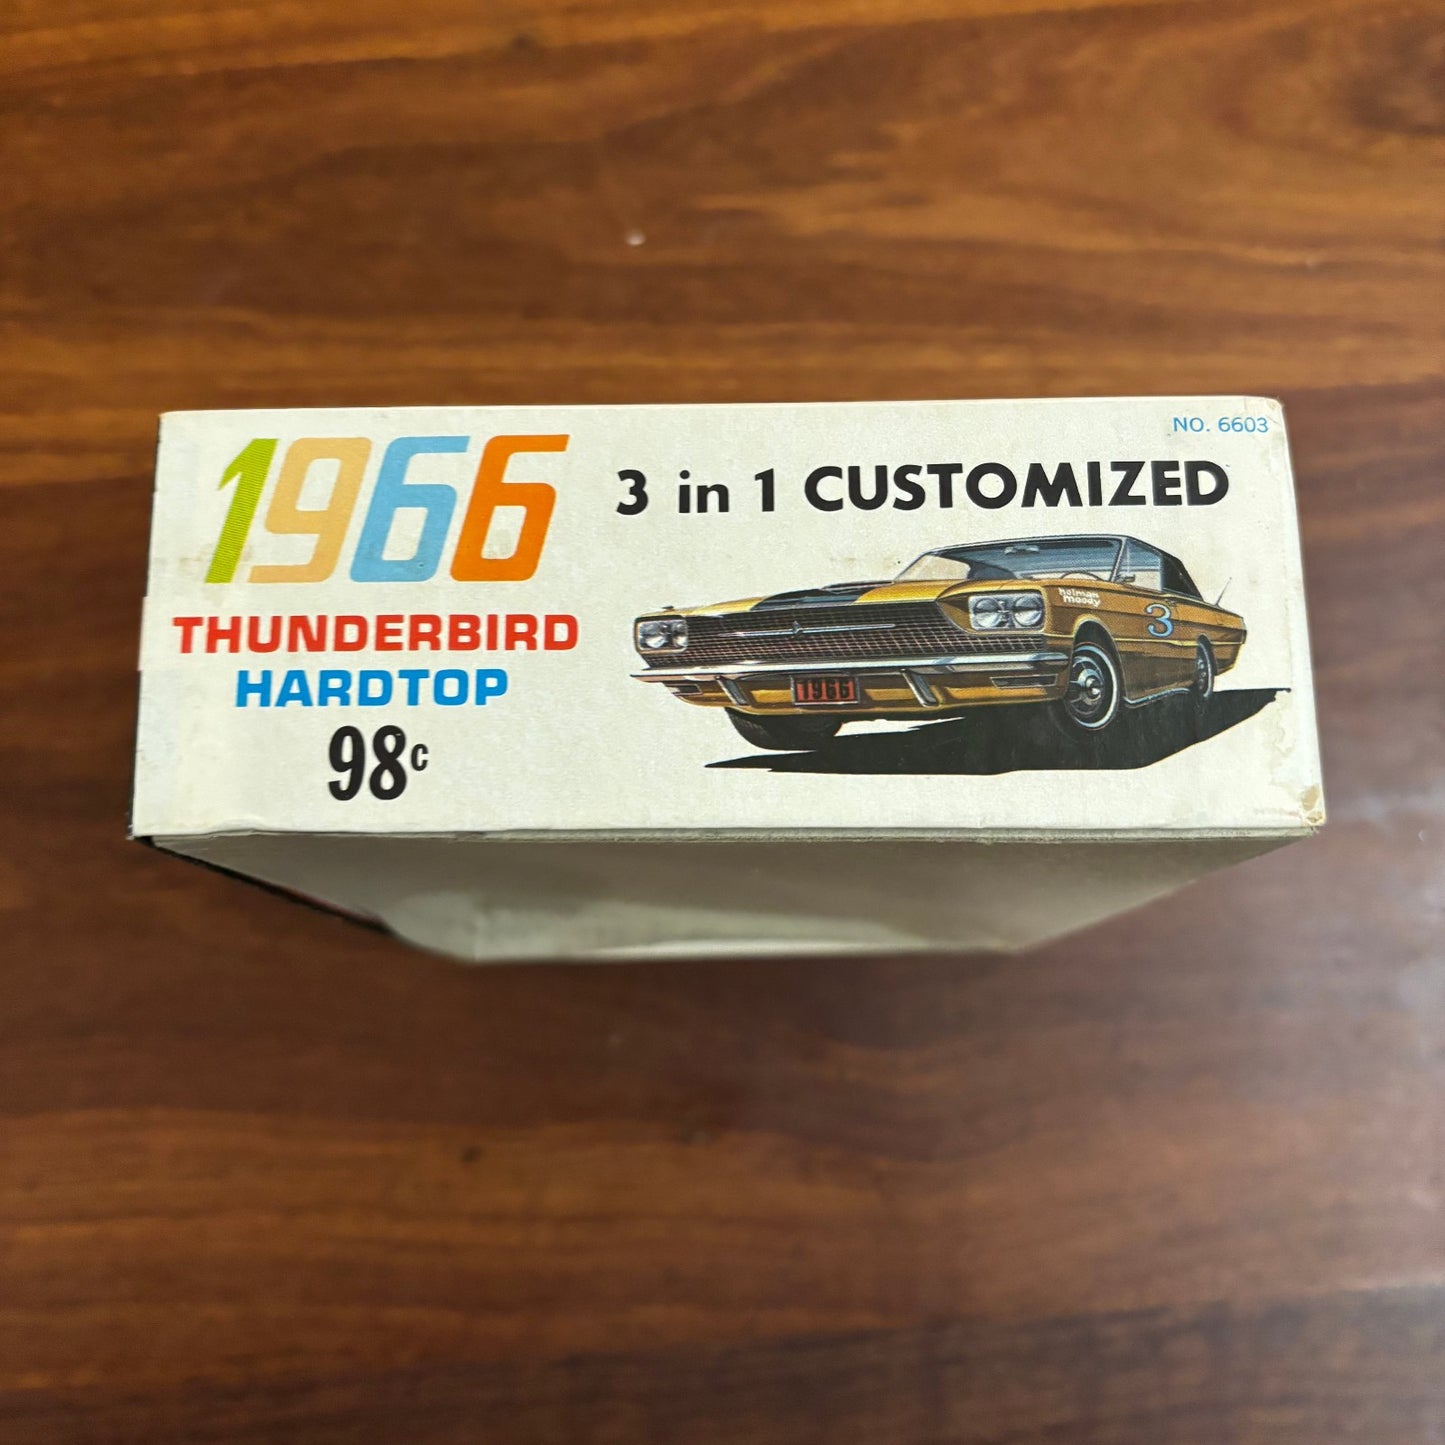 1966
THUNDERBIRD
HARDTOP
98c
NO. 6603
3 in 1 CUSTOMIZED
holman
moody
3
1966